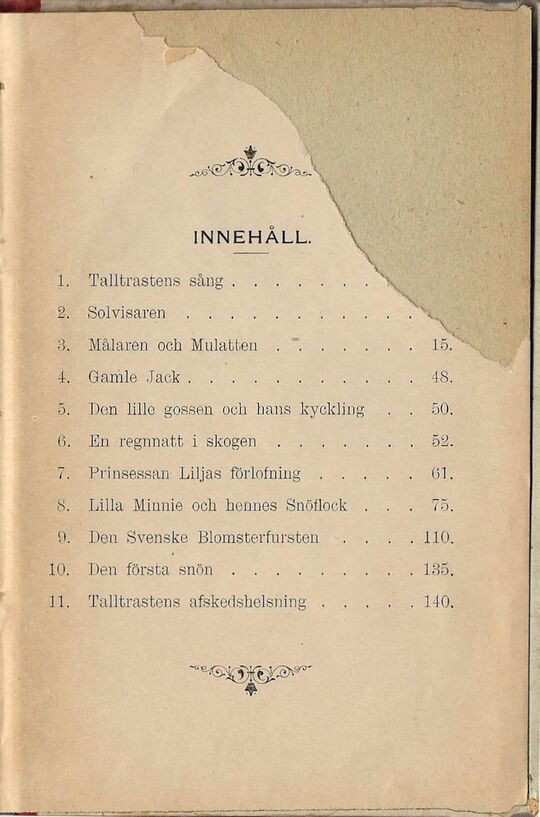 INNEHÅLL.
1. Talltrastens sång . . . . . . .
2. Solvisaren . . . . . . . . . .
3. Målaren och Mulatten . . . . . . . 15.
4. Gamle Jack . . . . . . . . . . 48.
5. Den lille gossen och hans kyckling . . 50.
6. En regnnatt i skogen . . . . . . . 52.
7. Prinsessan Liljas förlofning . . . . . 61.
8. Lilla Minnie och hennes Snöflock . . . 75.
9. Den Svenske Blomsterfursten . . . . 110.
10. Den första snön . . . . . . . . 135.
11. Talltrastens afskedshelsning . . . . . 140.